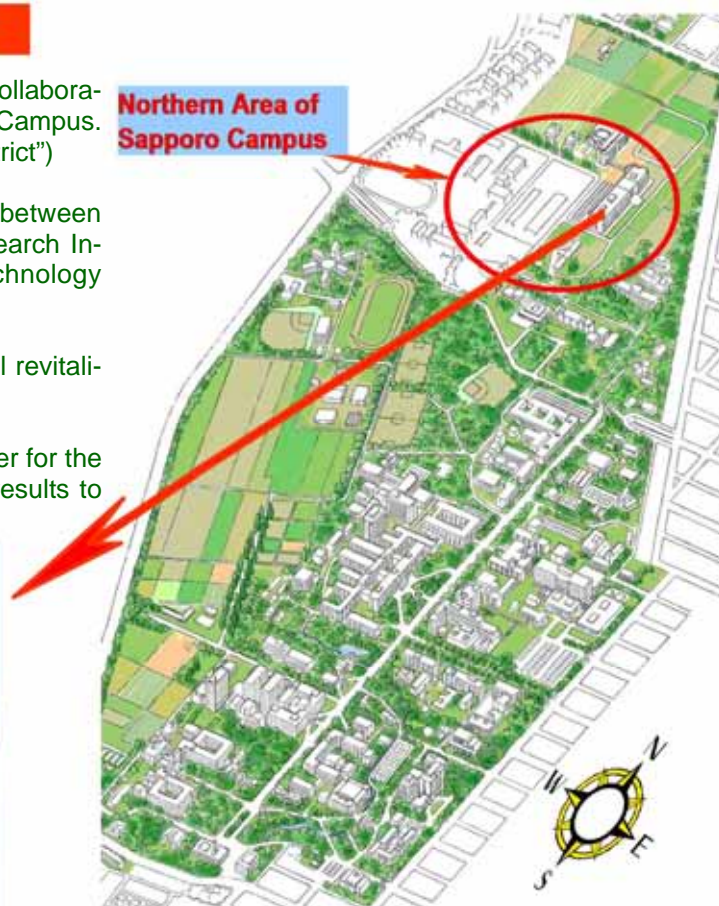 ollabora-
Campus.
rict”)
between
earch In-
chnology
l revitali-
er for the
esults to
Northern Area of
Sapporo Campus
N
W
E
S